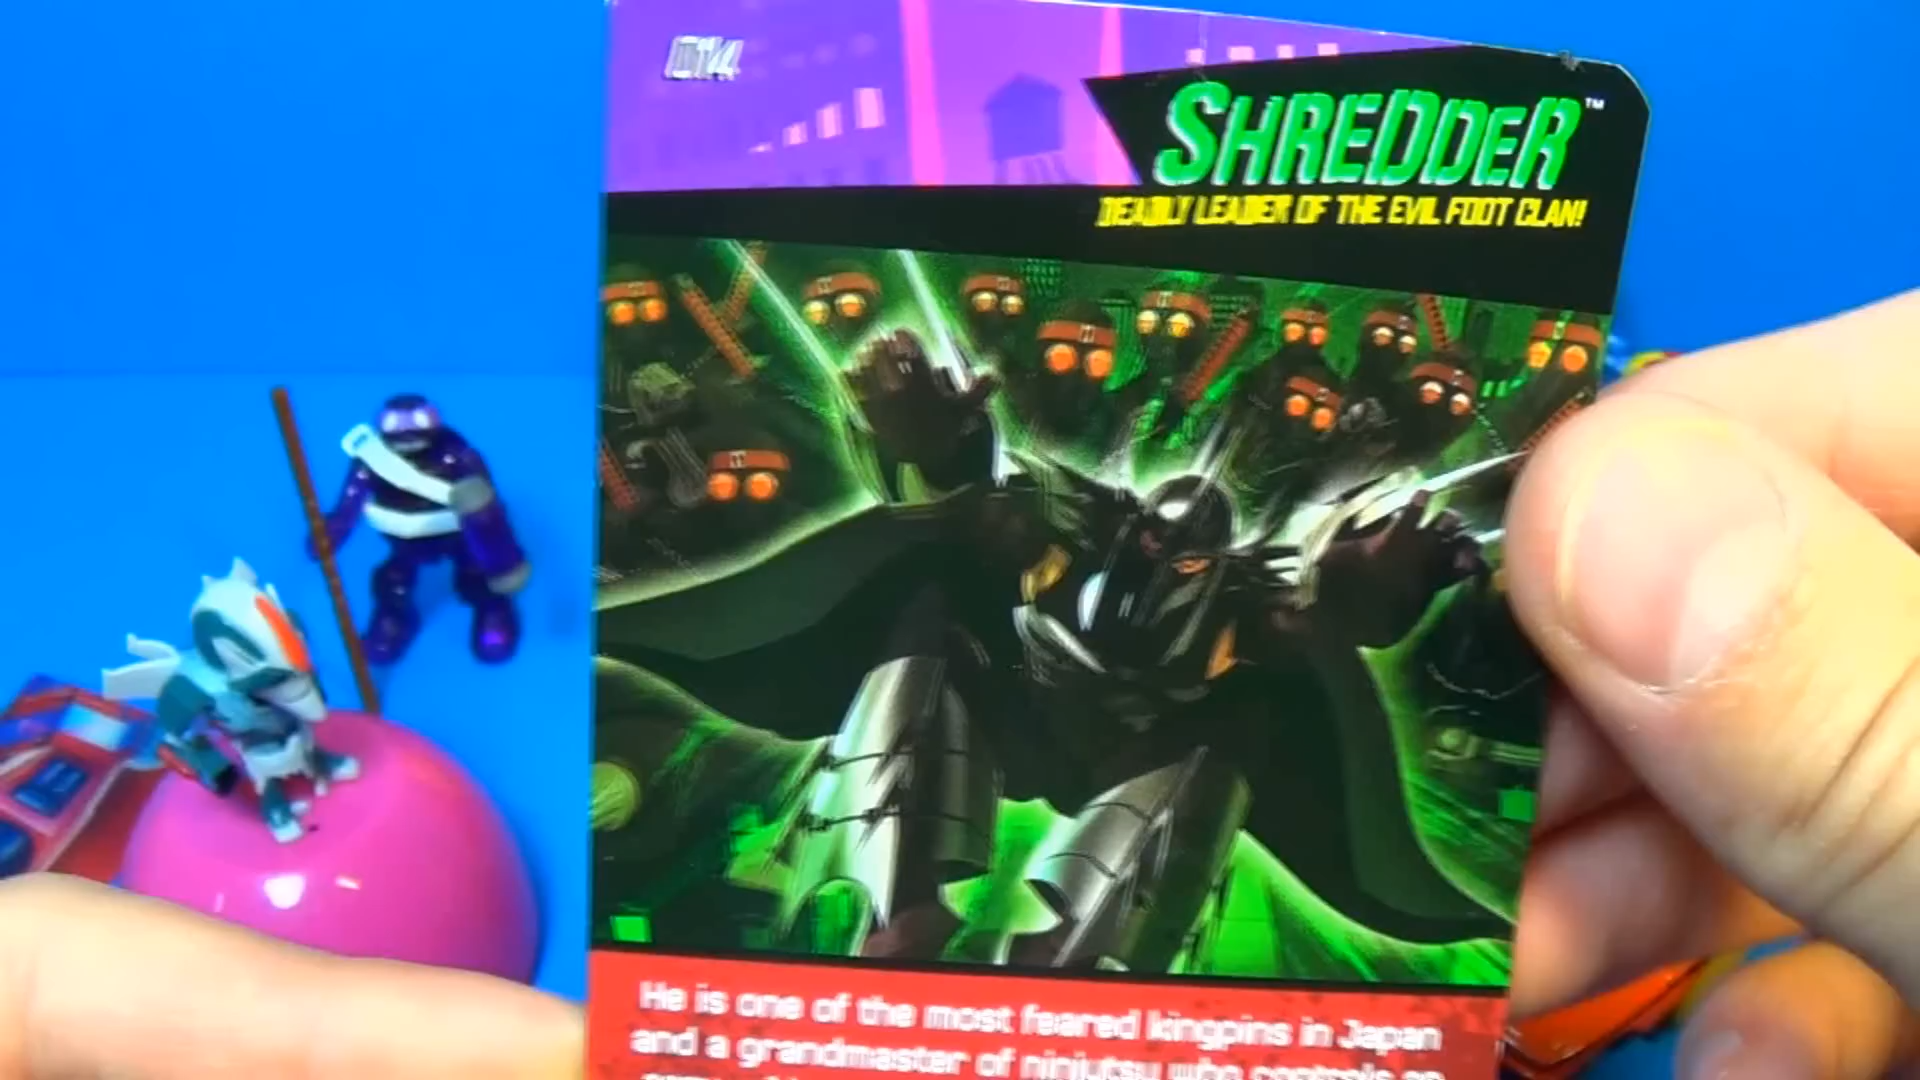 014
SHREDDER™
DEADLY LEADER OF THE EVIL FOOT CLAN!
He is one of the most feared kingpins in Japan
and a grandmaster of ninjutsu who controls an